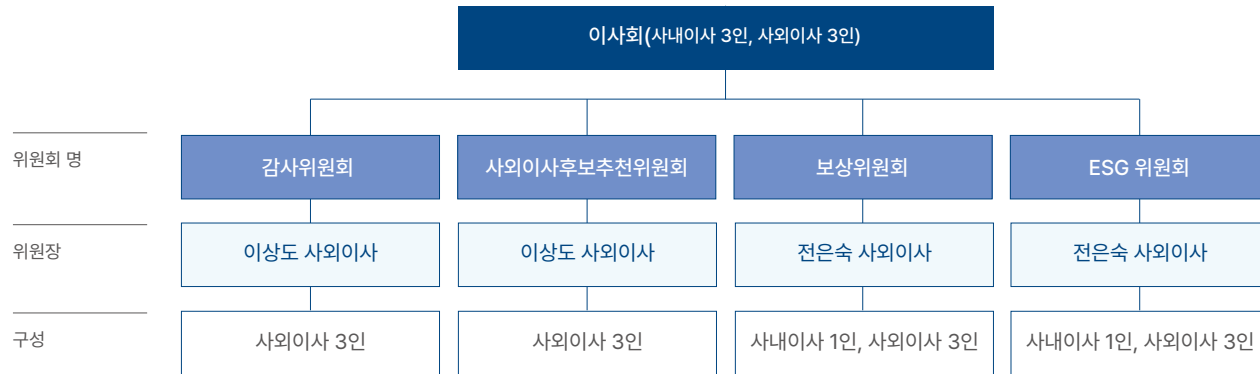 이사회(사내이사 3인, 사외이사 3인)
위원회 명
감사위원회
사외이사후보추천위원회
보상위원회
ESG 위원회
위원장
이상도 사외이사
이상도 사외이사
전은숙 사외이사
전은숙 사외이사
구성
사외이사 3인
사외이사 3인
사내이사 1인, 사외이사 3인
사내이사 1인, 사외이사 3인